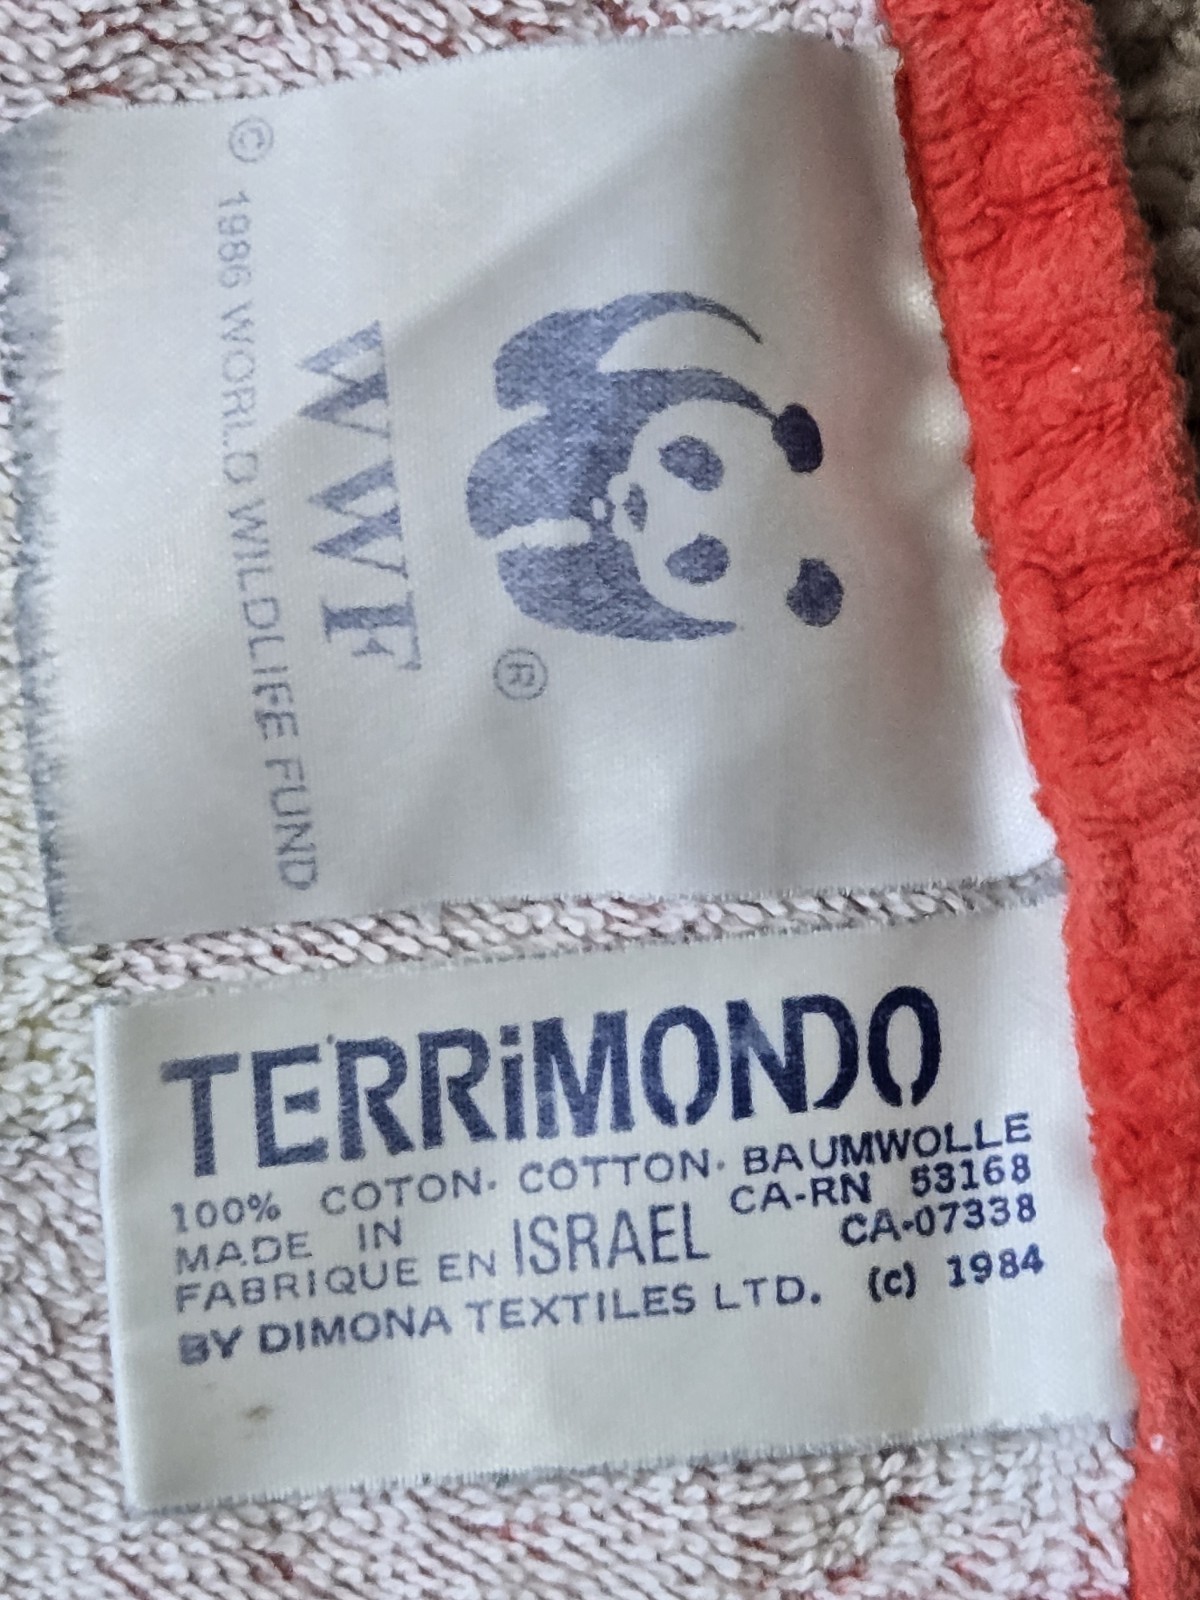 WWF
®
© 1986 WORLD WILDLIFE FUND
TERRiMONDO
100% COTON· COTTON· BAUMWOLLE
MADE IN
FABRIQUE EN ISRAEL
CA-RN 53168
CA-07338
BY DIMONA TEXTILES LTD. (c) 1984